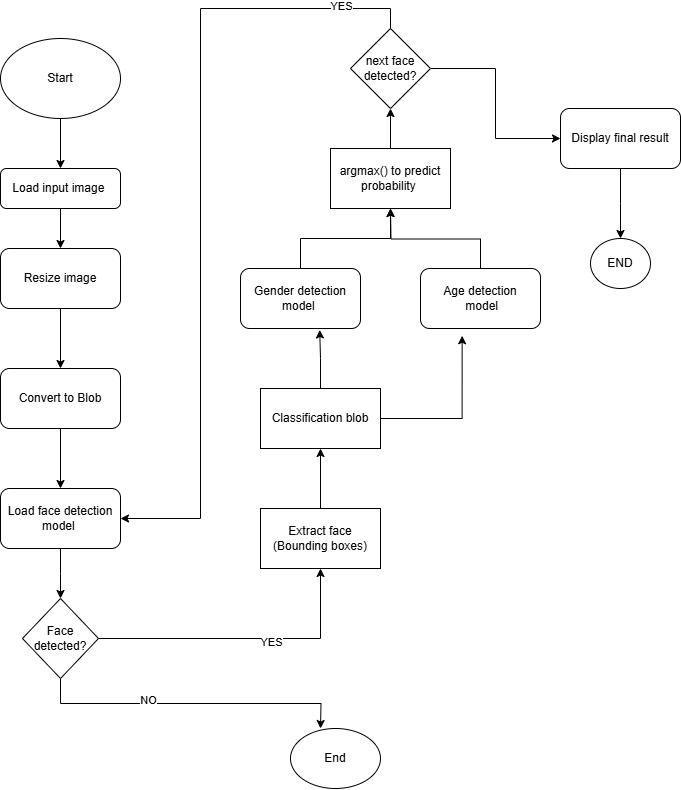 YES
Start
next face
detected?
Display final result
Load input image
argmax() to predict
probability
END
Resize image
Gender detection
model
Age detection
model
Convert to Blob
Classification blob
Load face detection
model
Extract face
(Bounding boxes)
Face
detected?
YES
NO
End